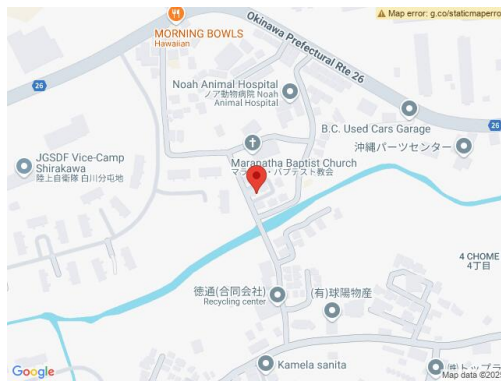 Map error: g.co/staticmaperro
MORNING BOWLS
Hawaiian
Okinawa Prefectural Rte 26
26
Noah Animal Hospital
ノア動物病院 Noah
Animal Hospital
B.C. Used Cars Garage
26
沖縄パーツセンター
JGSDF Vice-Camp
Shirakawa
陸上自衛隊 白川分屯地
Maranatha Baptist Church
マラ バプテスト教会
4 CHOME
4丁目
徳通(合同会社)
Recycling center
(有)球陽物産
Kamela sanita
Google
Map data ©2025